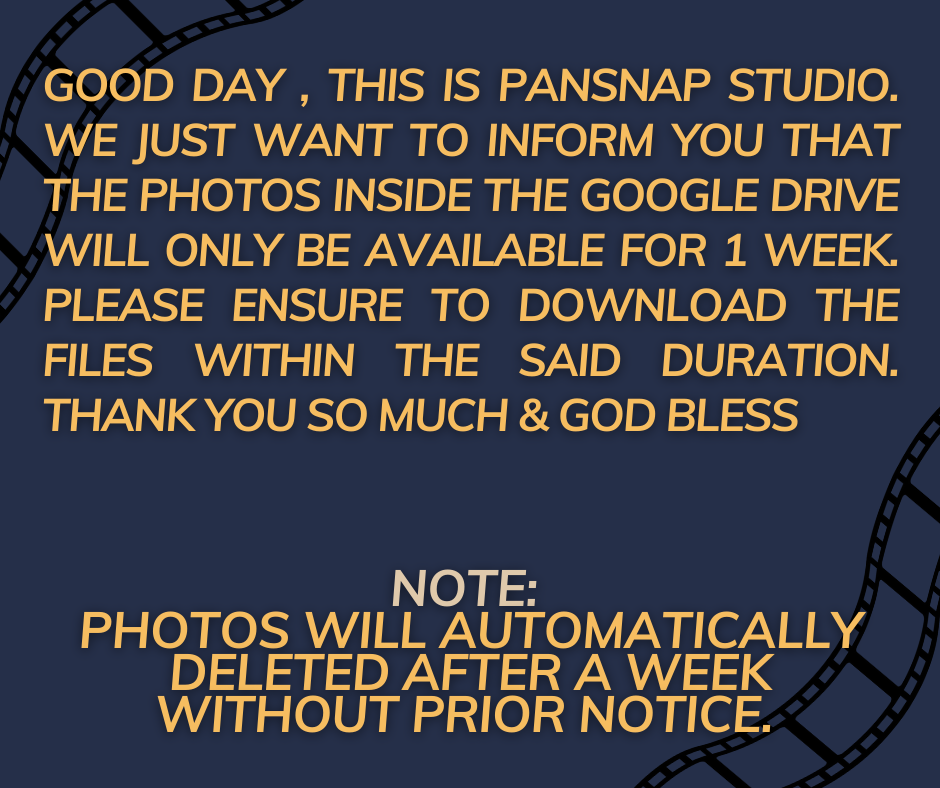 GOOD DAY , THIS IS PANSNAP STUDIO.
WE JUST WANT TO INFORM YOU THAT
THE PHOTOS INSIDE THE GOOGLE DRIVE
WILL ONLY BE AVAILABLE FOR 1 WEEK.
PLEASE ENSURE TO DOWNLOAD THE
FILES WITHIN THE SAID DURATION.
THANK YOU SO MUCH & GOD BLESS
NOTE:
PHOTOS WILL AUTOMATICALLY
DELETED AFTER A WEEK
WITHOUT PRIOR NOTICE.